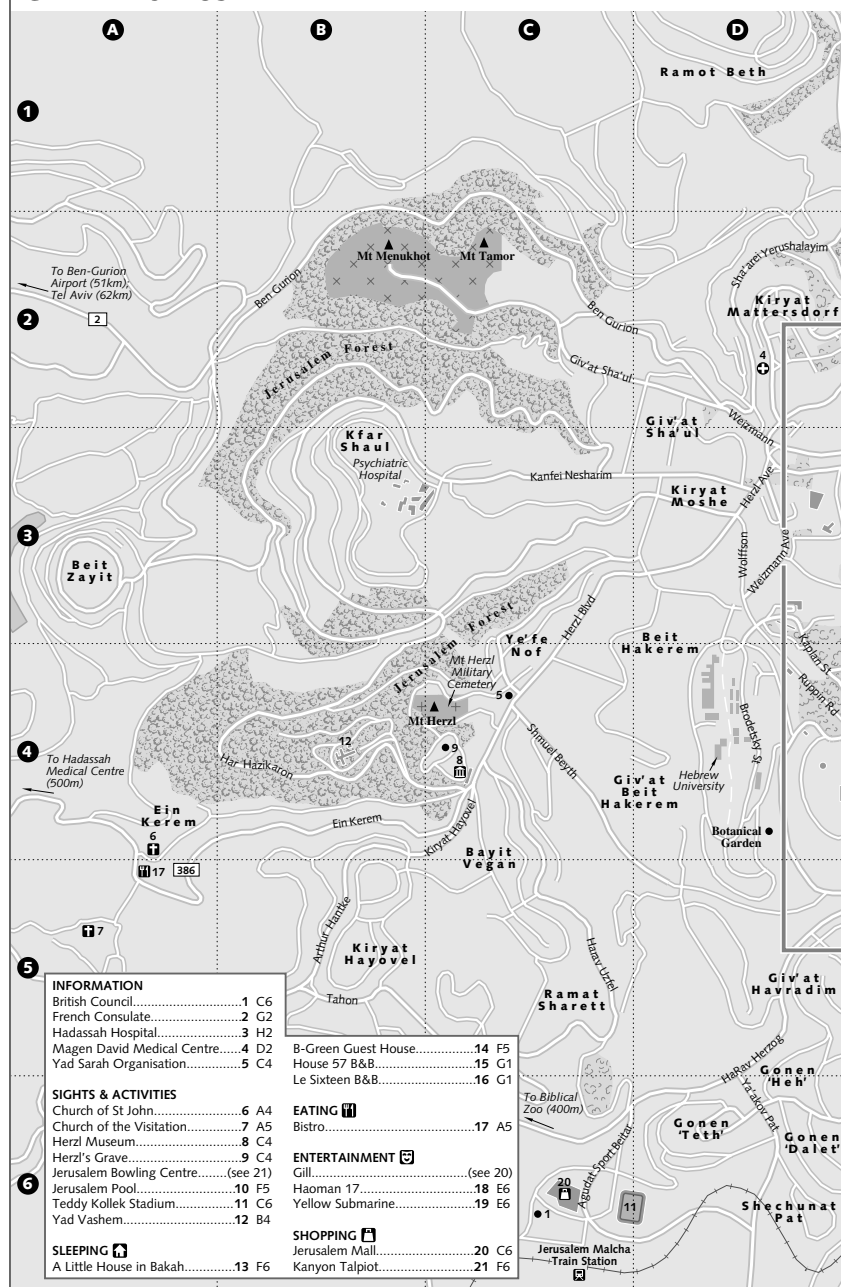 A
B
C
D
1
Ramot Beth
Mt Menukhot
Mt Tamor
Sha'arei Yerushalayim
To Ben-Gurion
Airport (51km);
Tel Aviv (62km)
Ben Gurion
Kiryat
Mattersdorf
2
2
Ben Gurion
4
Giv'at Sha'ul
Jerusalem Forest
Weizmann
Giv'at
Sha'ul
Kfar
Shaul
Psychiatric
Hospital
Kanfei Nesharim
Kiryat
Moshe
Herzl Ave
3
Wolffson
Weizmann Ave
Beit
Zayit
Herzl Blvd
Jerusalem Forest
Ye'fe
Nof
Beit
Hakerem
Kaplan St
Mt Herzl
Military
Cemetery
Ruppin Rd
5
Mt Herzl
Brodetsky St
Shmuel Beyth
12
9
8
4
Har Hazikaron
To Hadassah
Medical Centre
(500m)
Hebrew
University
Giv'at
Beit
Hakerem
Ein
Kerem
Ein Kerem
6
Kiryat Hayovel
Botanical
Garden
Bayit
Vegan
17
386
7
Arthur Hantke
Kiryat
Hayovel
Harav Uzfel
5
Giv'at
Havradim
Tahon
Ramat
Sharett
INFORMATION
British Council 1 C6
French Consulate 2 G2
Hadassah Hospital 3 H2
Magen David Medical Centre 4 D2
Yad Sarah Organisation 5 C4
SIGHTS & ACTIVITIES
Church of St John 6 A4
Church of the Visitation 7 A5
Herzl Museum 8 C4
Herzl's Grave 9 C4
Jerusalem Bowling Centre (see 21)
Jerusalem Pool 10 F5
Teddy Kollek Stadium 11 C6
Yad Vashem 12 B4
SLEEPING
A Little House in Bakah 13 F6
B-Green Guest House 14 F5
House 57 B&B 15 G1
Le Sixteen B&B 16 G1
EATING
Bistro 17 A5
ENTERTAINMENT
Gill (see 20)
Haoman 17 18 E6
Yellow Submarine 19 E6
SHOPPING
Jerusalem Mall 20 C6
Kanyon Talpiot 21 F6
HaRav Herzog
Gonen
'Heh'
Ya'akov Pat
To Biblical
Zoo (400m)
Gonen
'Teth'
Gonen
'Dalet'
Agudat Sport Beitar
6
20
11
1
Shechunat
Pat
Jerusalem Malcha
Train Station